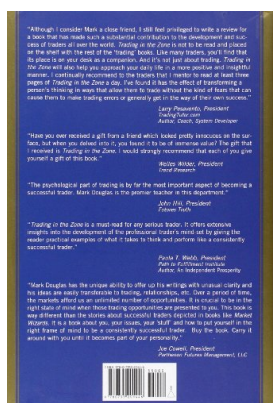 "Although I consider Mark a close friend, I still feel privileged to write a review for
a book that has made such a substantial contribution to the development and suc-
cess of traders all over the world. Trading in the Zone is not to be read and placed
on the shelf with the rest of the 'trading' books. Like many traders, you'll find that
its place is on your desk as a companion. And it's not just about trading. Trading in
the Zone will also help you approach your daily life in a more positive and insightful
manner. I continually recommend to the traders that I mentor to read at least three
pages of Trading in the Zone a day. I've found it has the effect of transforming a
person's thinking in ways that allow them to trade without the kind of fears that can
cause them to make trading errors or generally get in the way of their own success."
Larry Pesavento, President
TradingTutor.com
Author, Coach, System Developer
"Have you ever received a gift from a friend which looked pretty innocuous on the sur-
face, but when you delved into it, you found it to be of immense value? The gift that
I received is Trading in the Zone. I would strongly recommend that each of you give
yourself a gift of this book."
Welles Wilder, President
Trend Research
"The psychological part of trading is by far the most important aspect of becoming a
successful trader. Mark Douglas is the premier teacher in this department."
John Hill, President
Futures Truth
"Trading in the Zone is a must-read for any serious trader. It offers extensive
insights into the development of the professional trader's mind set by giving the
reader practical examples of what it takes to think and perform like a consistently
successful trader."
Paula T. Webb, President
Path to Fulfillment Institute
Author, An Independent Prosperity
"Mark Douglas has the unique ability to offer up his writings with unusual clarity and
his ideas are easily transferable to trading, relationships, etc. Over a period of time,
the markets afford us an unlimited number of opportunities. It is crucial to be in the
right state of mind when those trading opportunities are presented to you. This book is
way different than the stories about successful traders depicted in books like Market
Wizards. It is a book about you, your issues, your 'stuff' and how to put yourself in the
right frame of mind to be a consistently successful trader. Buy the book. Carry it
around with you until it becomes part of your personality."
Joe Cowell, President
Parthenon Futures Management, LLC